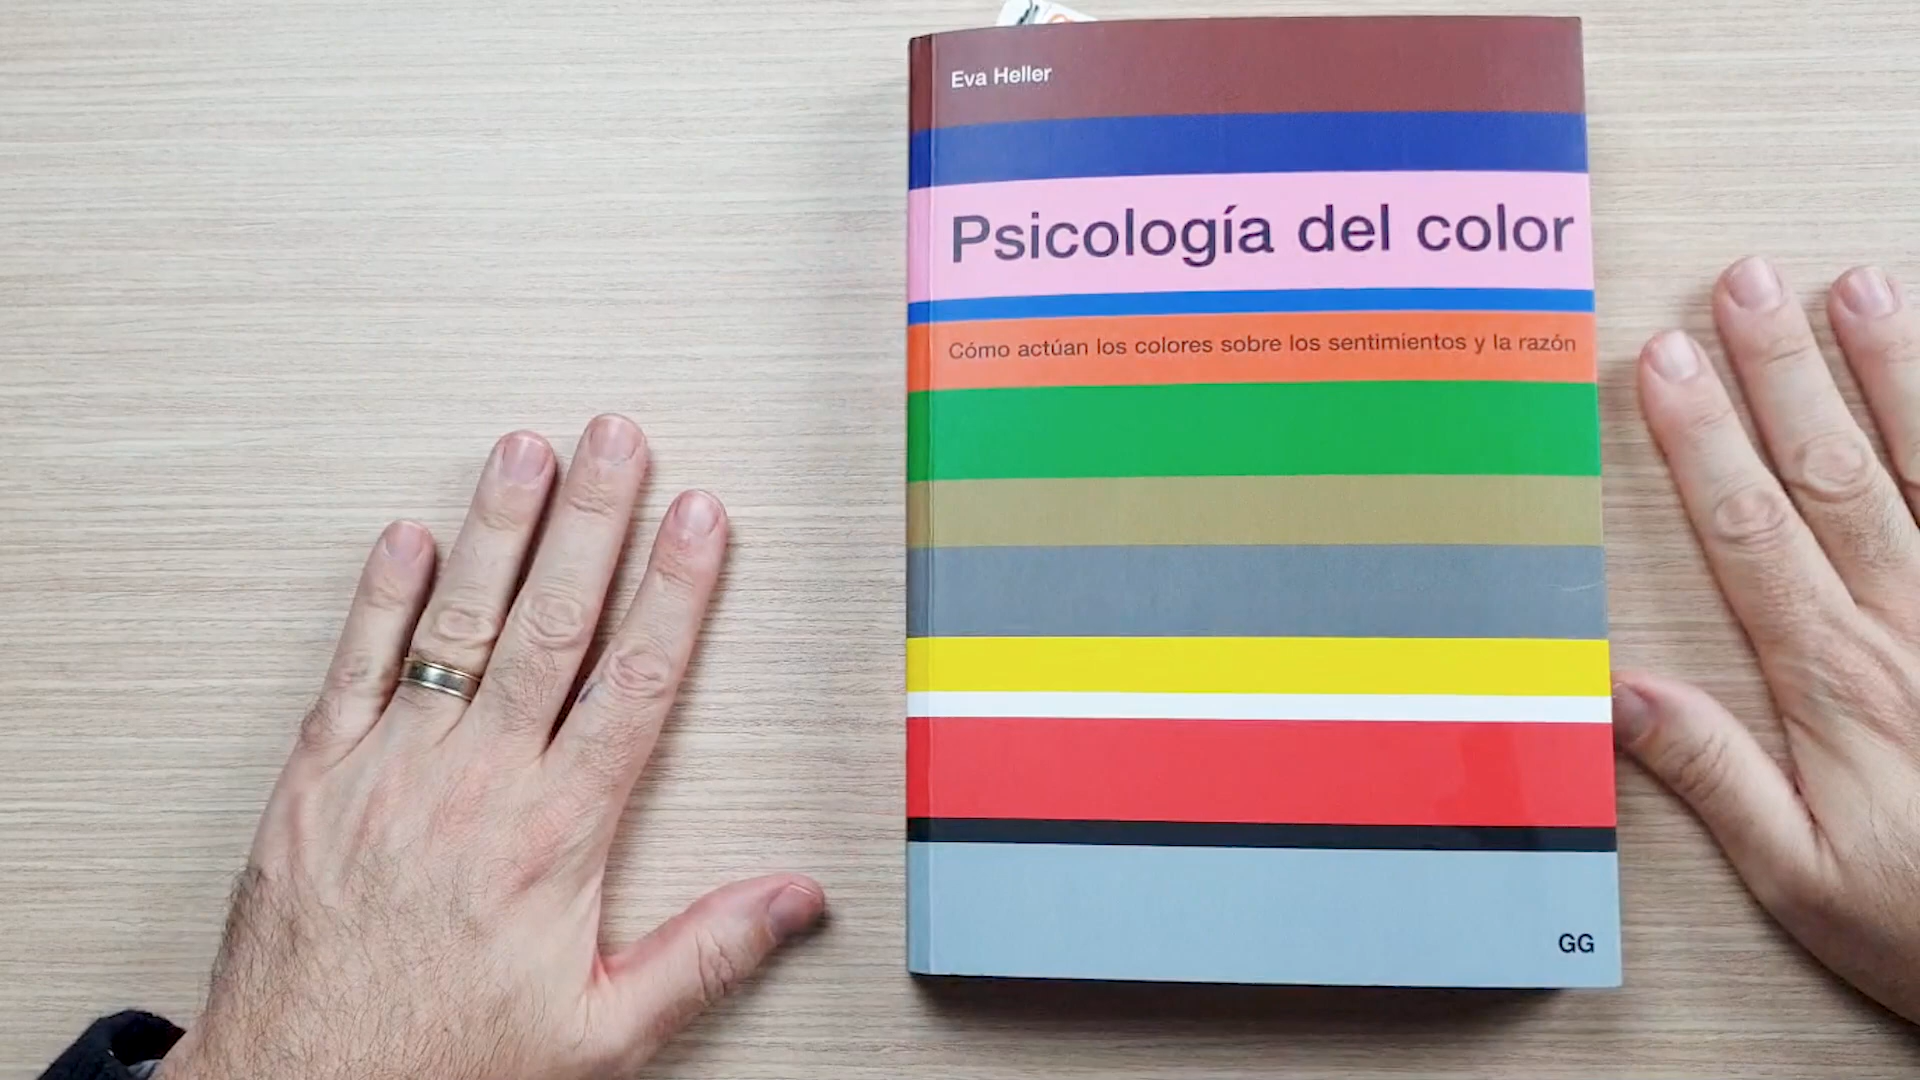 Eva Heller
Psicología del color
Cómo actúan los colores sobre los sentimientos y la razón
GG